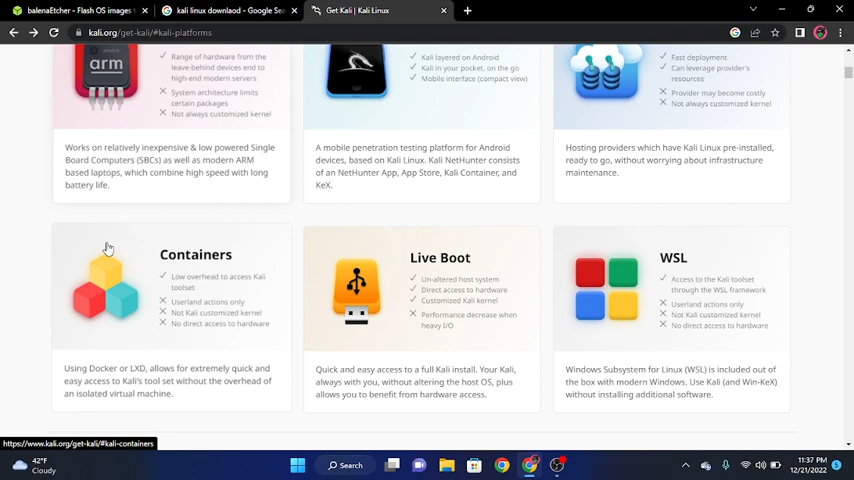 balenaEtcher - Flash OS images t
kali linux downlaod - Google Sea
Get Kali | Kali Linux
kali.org/get-kali/#kali-platforms
arm
Range of hardware from the
leave-behind devices end to
high-end modern servers
System architecture limits
certain packages
Not always customized kernel
Works on relatively inexpensive & low powered Single
Board Computers (SBCs) as well as modern ARM
based laptops, which combine high speed with long
battery life.
Kali layered on Android
Kali in your pocket, on the go
Mobile interface (compact view)
A mobile penetration testing platform for Android
devices, based on Kali Linux. Kali NetHunter consists
of an NetHunter App, App Store, Kali Container, and
KeX.
Fast deployment
Can leverage provider's
resources
Provider may become costly
Not always customized kernel
Hosting providers which have Kali Linux pre-installed,
ready to go, without worrying about infrastructure
maintenance.
Containers
Low overhead to access Kali
toolset
Userland actions only
Not Kali customized kernel
No direct access to hardware
Using Docker or LXD, allows for extremely quick and
easy access to Kali's tool set without the overhead of
an isolated virtual machine.
Live Boot
Un-altered host system
Direct access to hardware
Customized Kali kernel
Performance decrease when
heavy I/O
Quick and easy access to a full Kali install. Your Kali,
always with you, without altering the host OS, plus
allows you to benefit from hardware access.
WSL
Access to the Kali toolset
through the WSL framework
Userland actions only
Not Kali customized kernel
No direct access to hardware
Windows Subsystem for Linux (WSL) is included out of
the box with modern Windows. Use Kali (and Win-KeX)
without installing additional software.
https://www.kali.org/get-kali/#kali-containers
42°F
Cloudy
Search
11:37 PM
12/21/2022
5